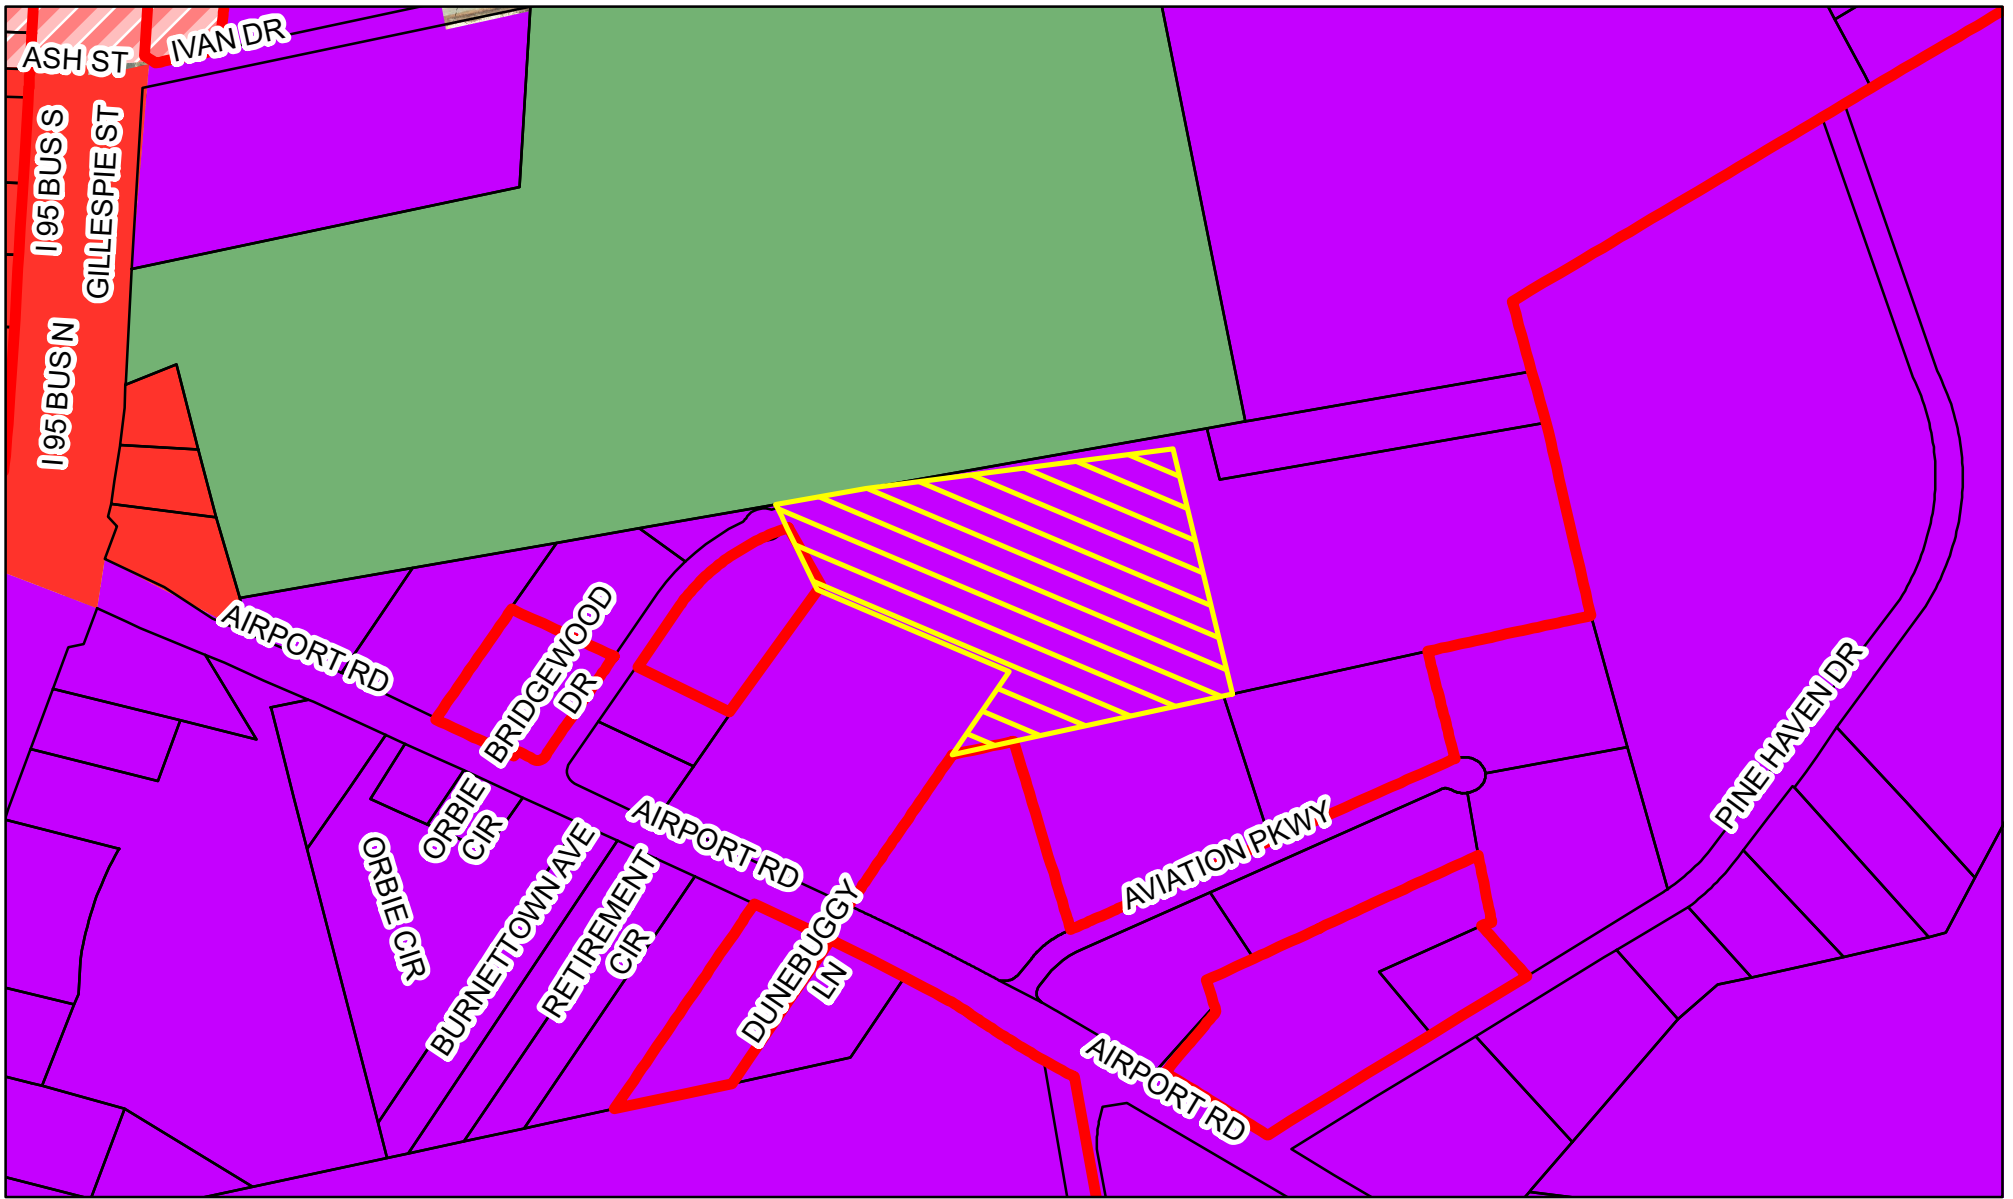 IVAN DR
ASH ST
I 95 BUS S
GILLESPIE ST
I 95 BUS N
AIRPORT RD
BRIDGEWOOD
DR
ORBIE
CIR
ORBIE CIR
BURNETTOWN AVE
RETIREMENT
CIR
AIRPORT RD
DUNEBUGGY
LN
AVIATION PKWY
PINE HAVEN DR
AIRPORT RD